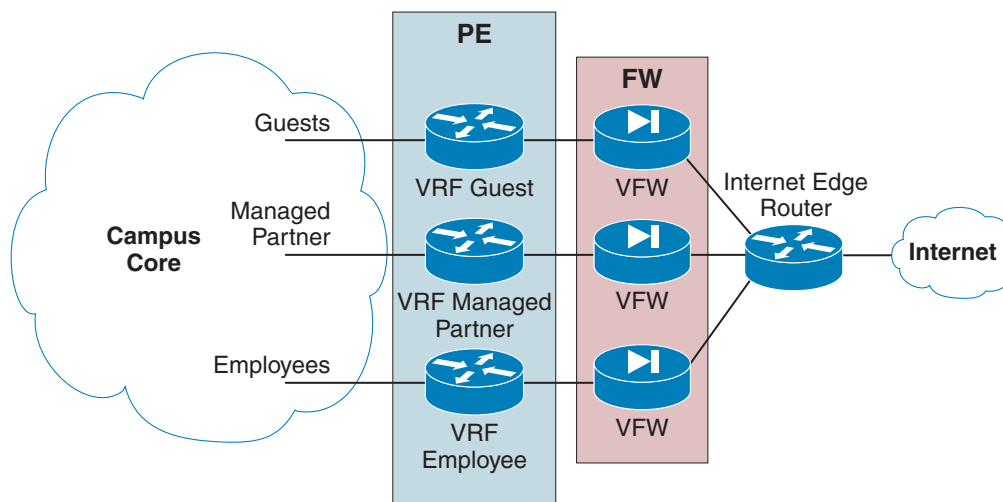 PE
FW
Guests
VRF Guest
VFW
Internet Edge
Router
Managed
Partner
Campus
Core
Internet
VRF Managed
Partner
VFW
Employees
VRF
Employee
VFW